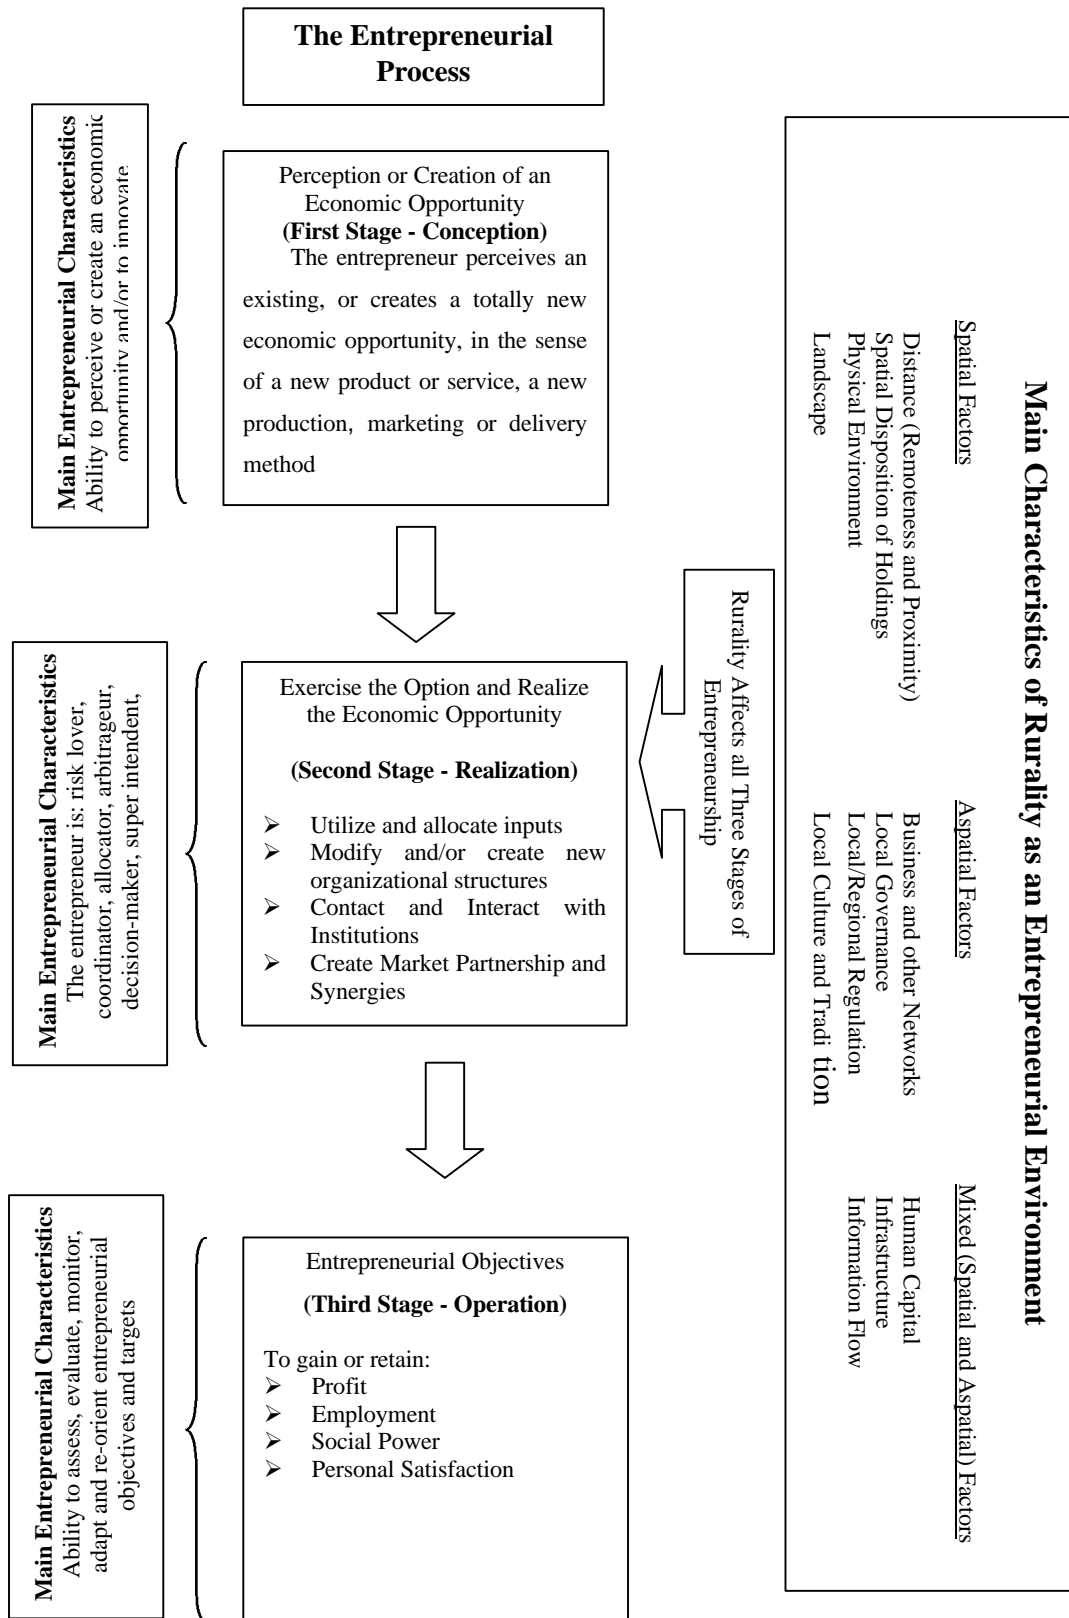 The Entrepreneurial
Process
Main Entrepreneurial Characteristics
Ability to perceive or create an economic
opportunity and/or to innovate.
Perception or Creation of an
Economic Opportunity
(First Stage - Conception)
The entrepreneur perceives an
existing, or creates a totally new
economic opportunity, in the sense
of a new product or service, a new
production, marketing or delivery
method
Main Entrepreneurial Characteristics
The entrepreneur is: risk lover,
coordinator, allocator, arbitrageur,
decision-maker, super intendent,
Exercise the Option and Realize
the Economic Opportunity
(Second Stage - Realization)
➢ Utilize and allocate inputs
➢ Modify and/or create new
organizational structures
➢ Contact and Interact with
Institutions
➢ Create Market Partnership and
Synergies
Main Entrepreneurial Characteristics
Ability to assess, evaluate, monitor,
adapt and re-orient entrepreneurial
objectives and targets
Entrepreneurial Objectives
(Third Stage - Operation)
To gain or retain:
➢ Profit
➢ Employment
➢ Social Power
➢ Personal Satisfaction
Rurality Affects all Three Stages of
Entrepreneurship
Main Characteristics of Rurality as an Entrepreneurial Environment
Spatial Factors
Distance (Remoteness and Proximity)
Spatial Disposition of Holdings
Physical Environment
Landscape
Aspatial Factors
Business and other Networks
Local Governance
Local/Regional Regulation
Local Culture and Tradi tion
Mixed (Spatial and Aspatial) Factors
Human Capital
Infrastructure
Information Flow